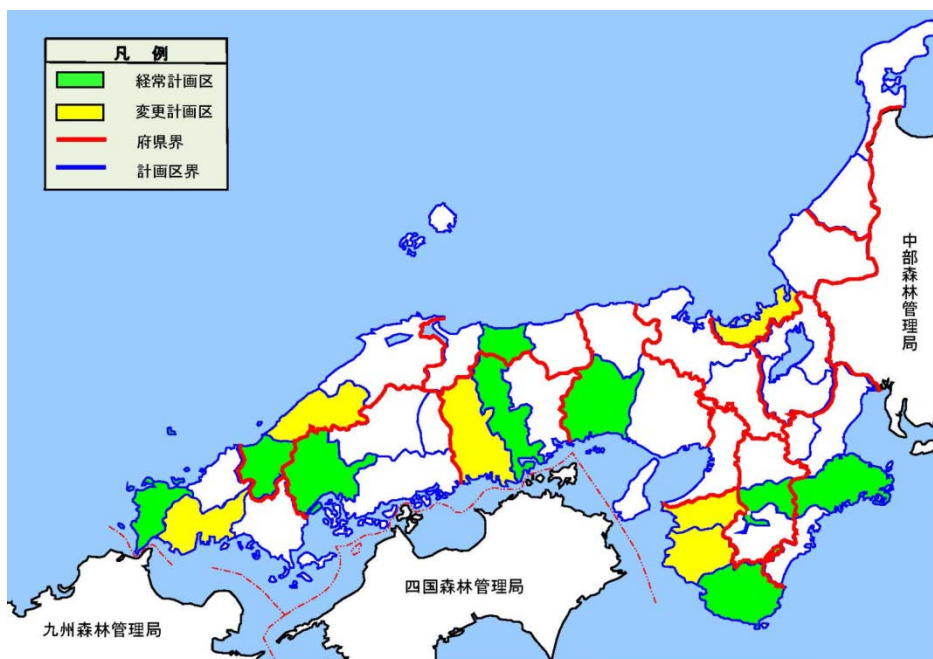 凡 例
経常計画区
変更計画区
府県界
計画区界
中部森林管理局
四国森林管理局
九州森林管理局